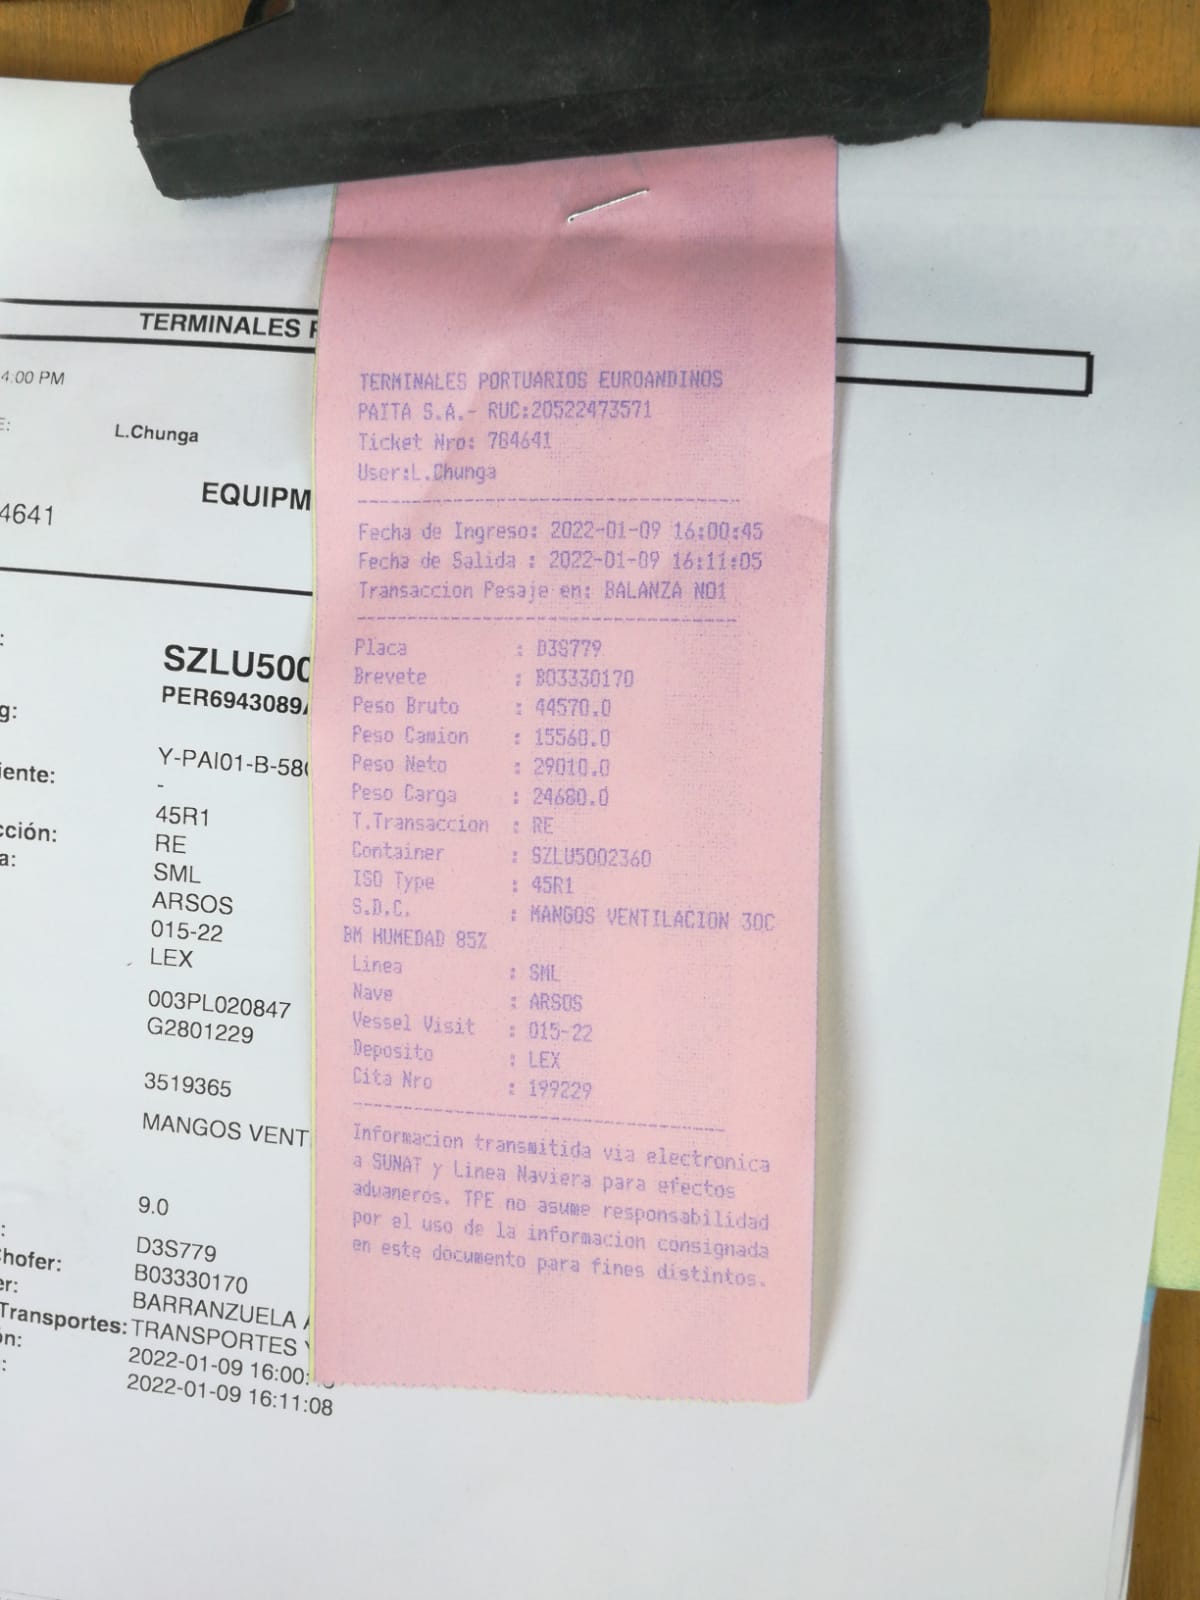 TERMINALES
4:00 PM
L.Chunga
EQUIPM
4641
SZLU500
PER6943089
g:
Y-PAI01-B-58
iente:
-
45R1
cción:
RE
a:
SML
ARSOS
015-22
LEX
003PL020847
G2801229
3519365
MANGOS VENT
9.0
D3S779
hofer:
B03330170
er:
BARRANZUELA
Transportes: TRANSPORTES
ón:
2022-01-09 16:00:
2022-01-09 16:11:08
TERMINALES PORTUARIOS EUROANDINOS
PAITA S.A.- RUC:20522473571
Ticket Nro: 784641
User:L.Chunga
Fecha de Ingreso: 2022-01-09 16:00:45
Fecha de Salida : 2022-01-09 16:11:05
Transaccion Pesaje en: BALANZA NO1
Placa : D3S779
Brevete : B03330170
Peso Bruto : 44570.0
Peso Camion : 15560.0
Peso Neto : 29010.0
Peso Carga : 24680.0
T.Transaccion : RE
Container : SZLU5002360
ISO Type : 45R1
S.D.C. : MANGOS VENTILACION 30C
BM HUMEDAD 85%
Linea : SML
Nave : ARSOS
Vessel Visit : 015-22
Deposito : LEX
Cita Nro : 199229
Informacion transmitida via electronica
a SUNAT y Linea Naviera para efectos
aduaneros. TPE no asume responsabilidad
por el uso de la informacion consignada
en este documento para fines distintos.